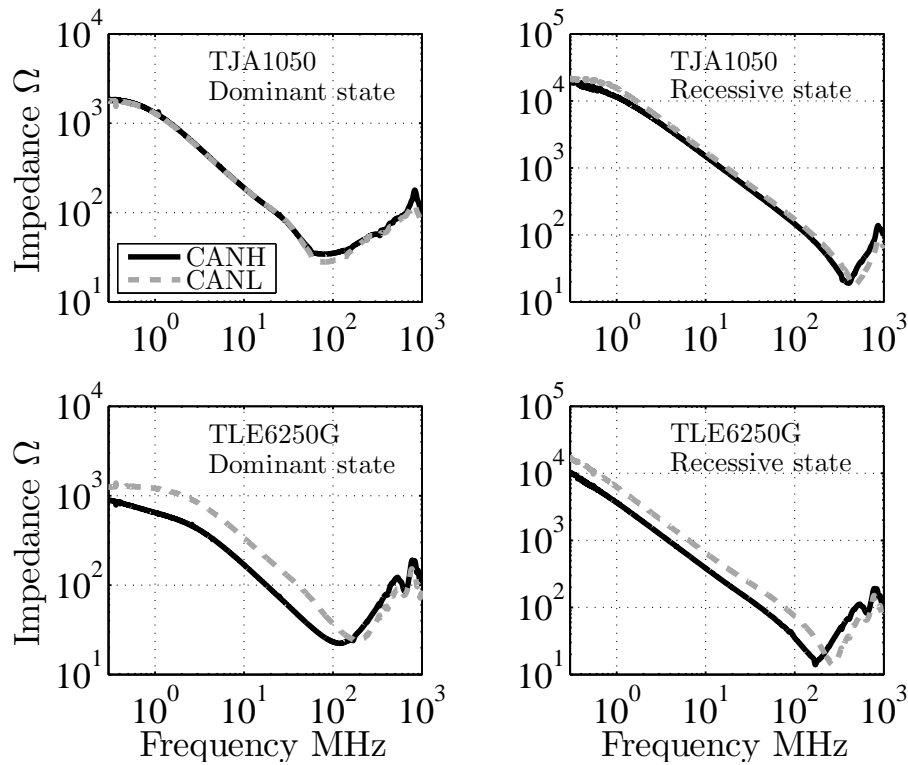 TJA1050
Dominant state
Impedance Ω
10^4
10^3
10^2
10^1
CANH
CANL
10^0 10^1 10^2 10^3
TJA1050
Recessive state
10^5
10^4
10^3
10^2
10^1
10^0 10^1 10^2 10^3
TLE6250G
Dominant state
Impedance Ω
10^4
10^3
10^2
10^1
10^0 10^1 10^2 10^3
Frequency MHz
TLE6250G
Recessive state
10^5
10^4
10^3
10^2
10^1
10^0 10^1 10^2 10^3
Frequency MHz